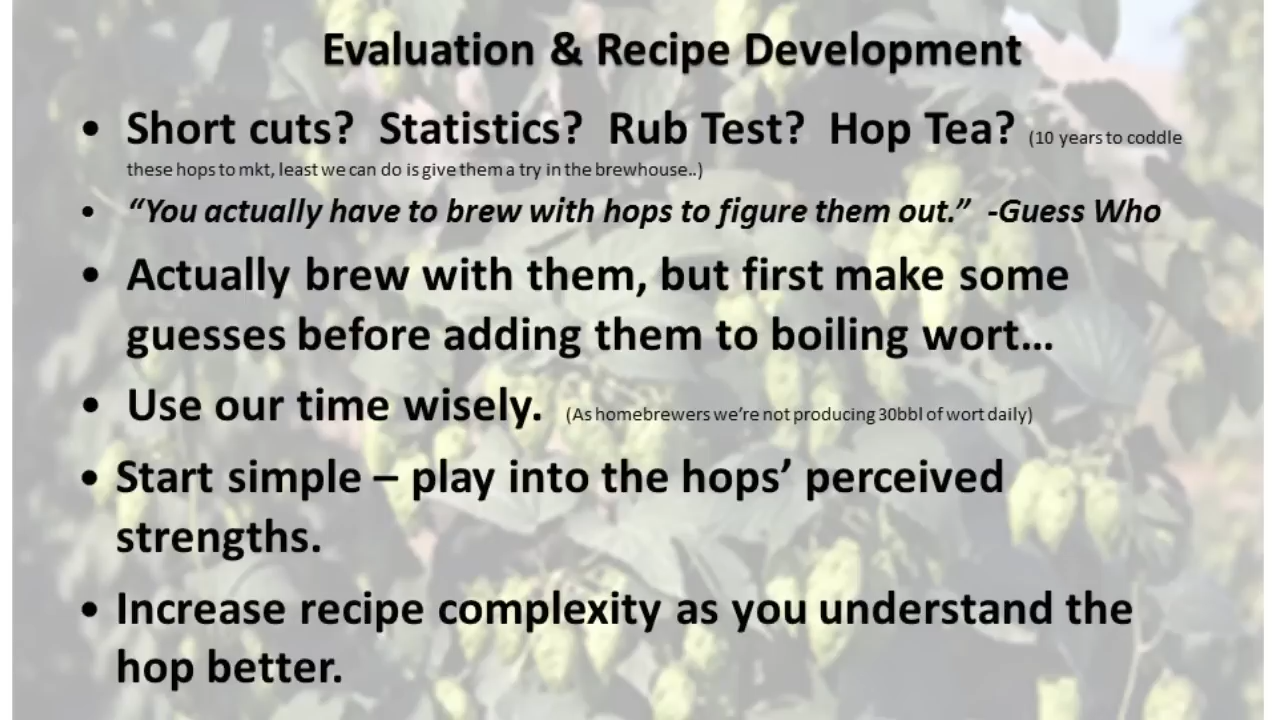 Evaluation & Recipe Development
• Short cuts? Statistics? Rub Test? Hop Tea? (10 years to coddle
these hops to mkt, least we can do is give them a try in the brewhouse..)
• “You actually have to brew with hops to figure them out.” -Guess Who
• Actually brew with them, but first make some
guesses before adding them to boiling wort…
• Use our time wisely. (As homebrewers we’re not producing 30bbl of wort daily)
• Start simple – play into the hops’ perceived
strengths.
• Increase recipe complexity as you understand the
hop better.